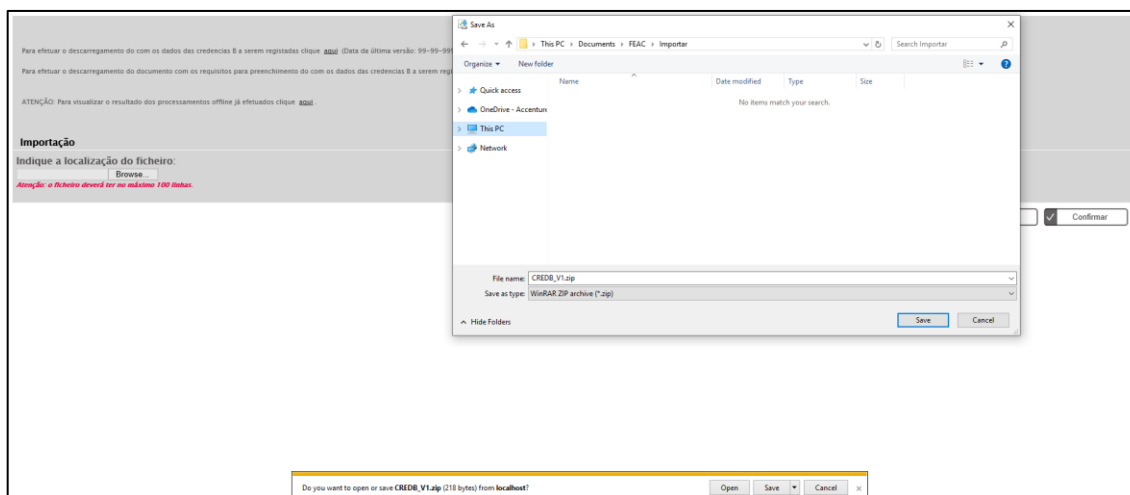 Save As
This PC > Documents > FEAC > Importar
Search Importar
Organize
New folder
Name
Date modified
Type
Size
No items match your search.
Quick access
OneDrive - Accenture
This PC
Network
Para efetuar o descarregamento do com os dados das credencias B a serem registadas clique aqui (Data da última versão: 99-99-999
Para efetuar o descarregamento do documento com os requisitos para preenchimento do com os dados das credencias B a serem regi
ATENÇÃO: Para visualizar o resultado dos processamentos offline já efetuados clique aqui .
Importação
Indique a localização do ficheiro:
Browse...
Atenção: o ficheiro deverá ter no máximo 100 linhas.
Confirmar
File name: CREDB_V1.zip
Save as type: WinRAR ZIP archive (*.zip)
Hide Folders
Save
Cancel
Do you want to open or save CREDB_V1.zip (218 bytes) from localhost?
Open
Save
Cancel